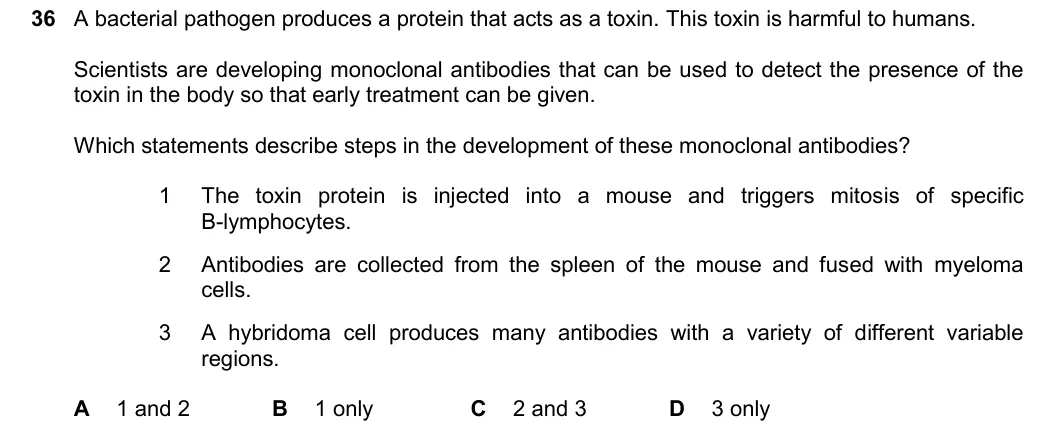 36 A bacterial pathogen produces a protein that acts as a toxin. This toxin is harmful to humans.
Scientists are developing monoclonal antibodies that can be used to detect the presence of the
toxin in the body so that early treatment can be given.
Which statements describe steps in the development of these monoclonal antibodies?
1 The toxin protein is injected into a mouse and triggers mitosis of specific
B-lymphocytes.
2 Antibodies are collected from the spleen of the mouse and fused with myeloma
cells.
3 A hybridoma cell produces many antibodies with a variety of different variable
regions.
A 1 and 2 B 1 only C 2 and 3 D 3 only